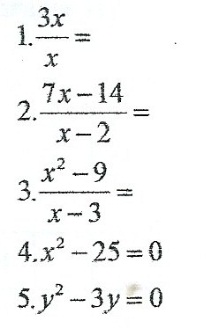 1. 3x/x =
2. 7x-14/x-2 =
3. x²-9/x-3 =
4. x²-25=0
5. y²-3y=0